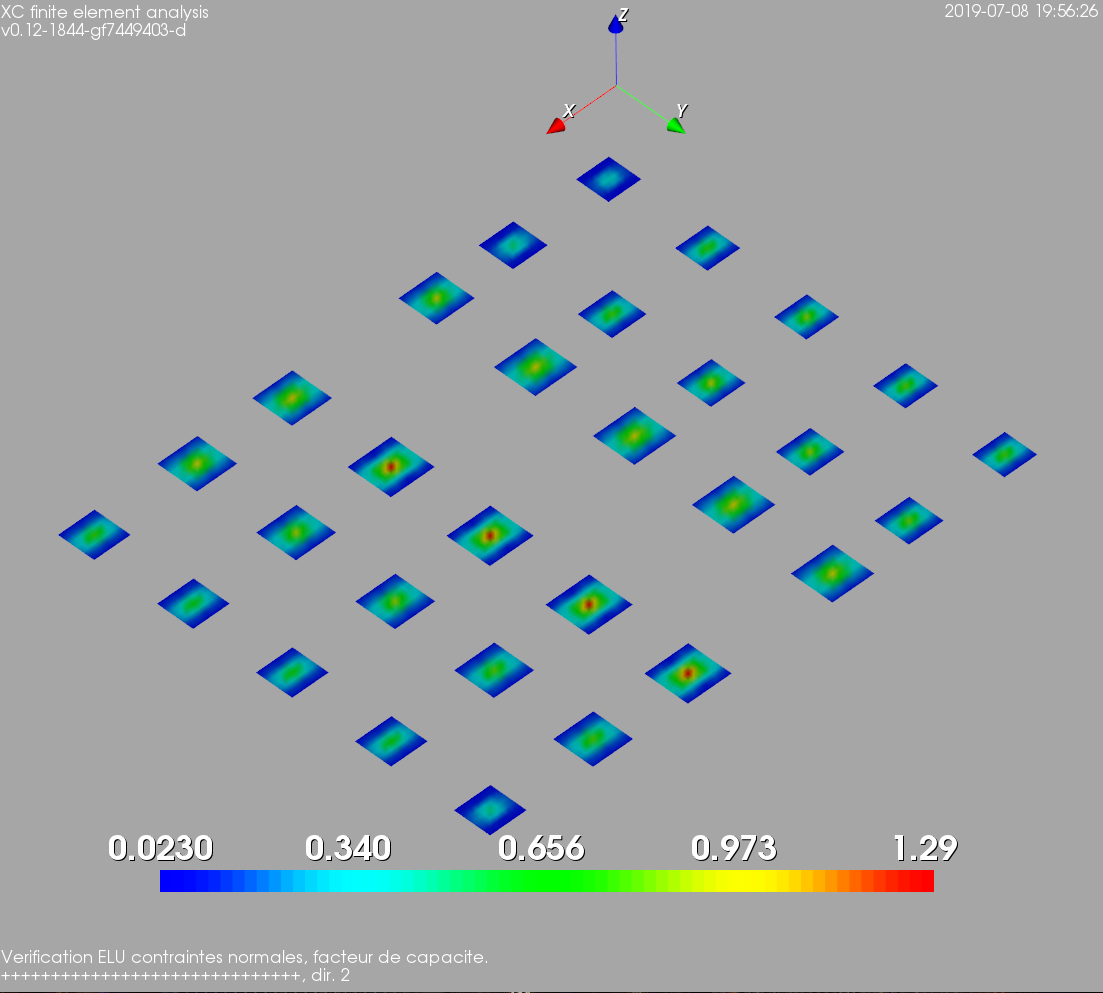 XC finite element analysis
v0.12-1844-gf7449403-d
2019-07-08 19:56:26
Z
X
Y
0.0230 0.340 0.656 0.973 1.29
Verification ELU contraintes normales, facteur de capacite.
++++++++++++++++++++++++++++++, dir. 2